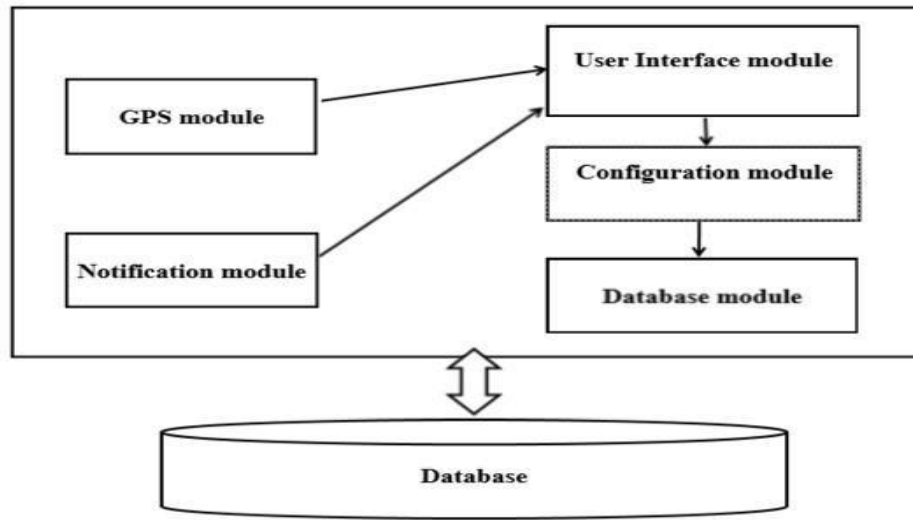 User Interface module
GPS module
Configuration module
Notification module
Database module
Database